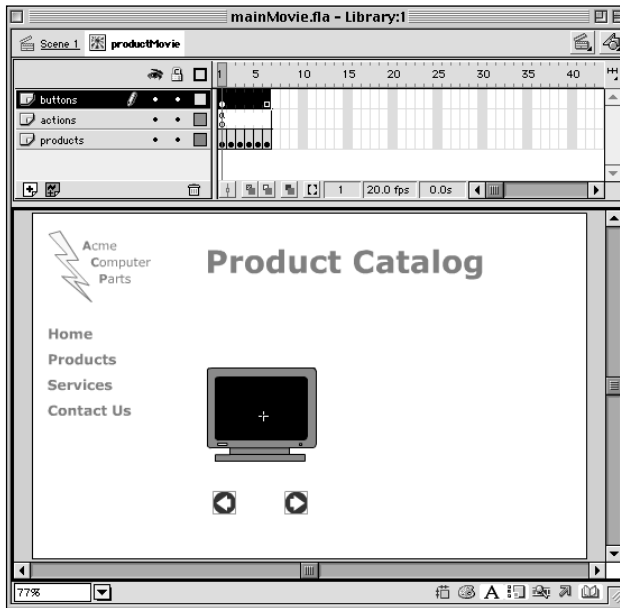 mainMovie.fla - Library:1
Scene 1 productMovie
1 5 10 15 20 25 30 35 40
buttons
actions
a
products
1 20.0 fps 0.0s
Acme
Computer
Parts
Product Catalog
Home
Products
Services
Contact Us
77%
A